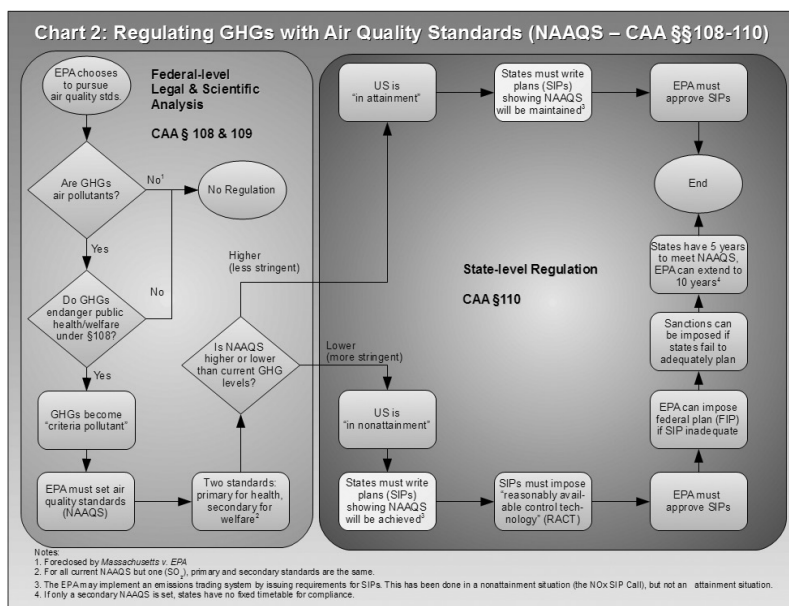 Chart 2: Regulating GHGs with Air Quality Standards (NAAQS – CAA §§108-110)
EPA chooses
to pursue
air quality stds.
Federal-level
Legal & Scientific
Analysis
CAA § 108 & 109
Are GHGs
air pollutants?
No¹
No Regulation
Yes
Do GHGs
endanger public
health/welfare
under §108?
No
Yes
GHGs become
“criteria pollutant”
EPA must set air
quality standards
(NAAQS)
Two standards:
primary for health,
secondary for
welfare²
Is NAAQS
higher or lower
than current GHG
levels?
Higher
(less stringent)
Lower
(more stringent)
US is
“in attainment”
States must write
plans (SIPs)
showing NAAQS
will be maintained³
EPA must
approve SIPs
End
State-level Regulation
CAA §110
US is
“in nonattainment”
States must write
plans (SIPs)
showing NAAQS
will be achieved³
SIPs must impose
“reasonably avail-
able control tech-
nology” (RACT)
EPA must
approve SIPs
EPA can impose
federal plan (FIP)
if SIP inadequate
Sanctions can
be imposed if
states fail to
adequately plan
States have 5 years
to meet NAAQS,
EPA can extend to
10 years⁴
Notes:
1. Foreclosed by Massachusetts v. EPA
2. For all current NAAQS but one (SO₂), primary and secondary standards are the same.
3. The EPA may implement an emissions trading system by issuing requirements for SIPs. This has been done in a nonattainment situation (the NOx SIP Call), but not an attainment situation.
4. If only a secondary NAAQS is set, states have no fixed timetable for compliance.